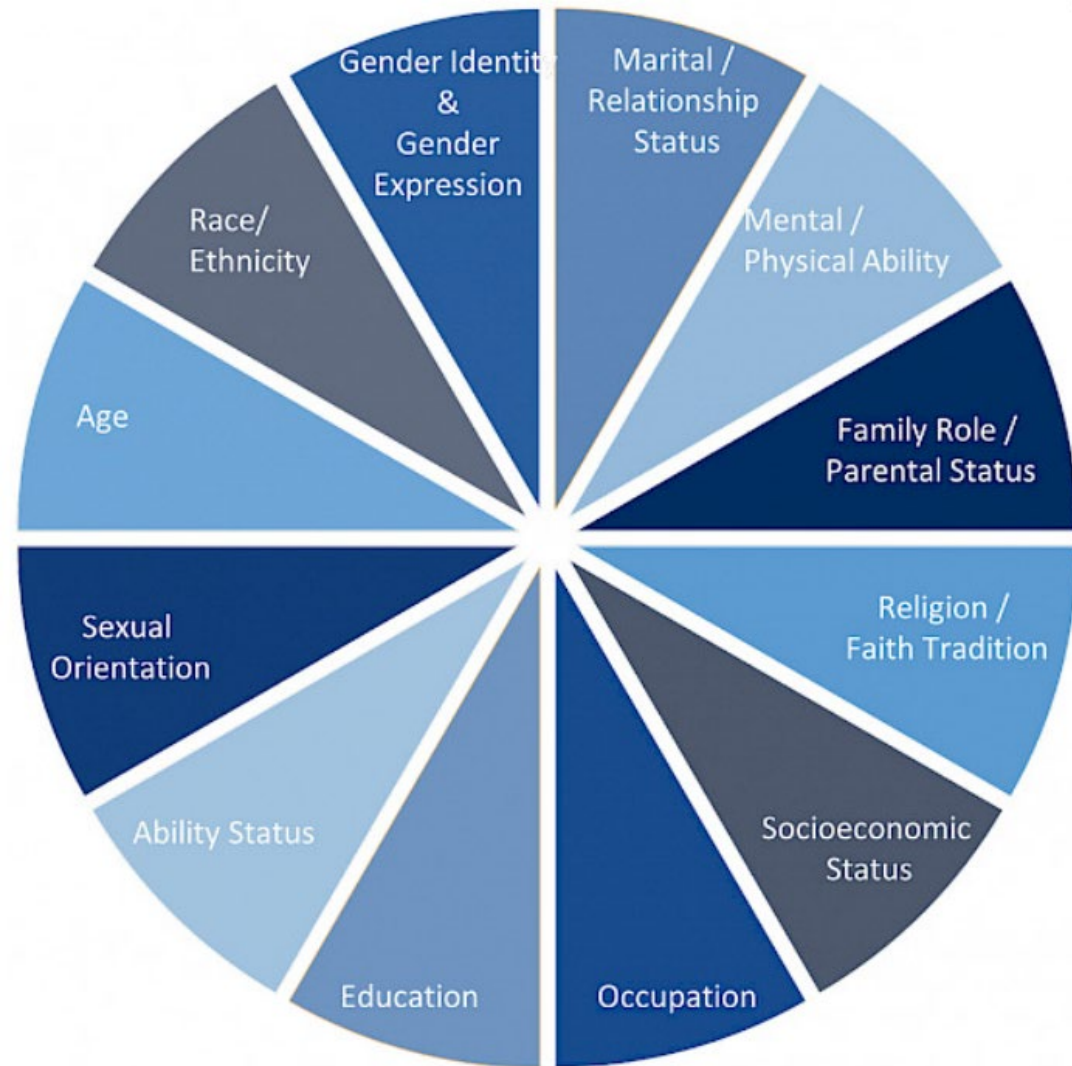 Gender Identity
&
Gender
Expression
Marital /
Relationship
Status
Mental /
Physical Ability
Family Role /
Parental Status
Religion /
Faith Tradition
Socioeconomic
Status
Occupation
Education
Ability Status
Sexual
Orientation
Age
Race/
Ethnicity